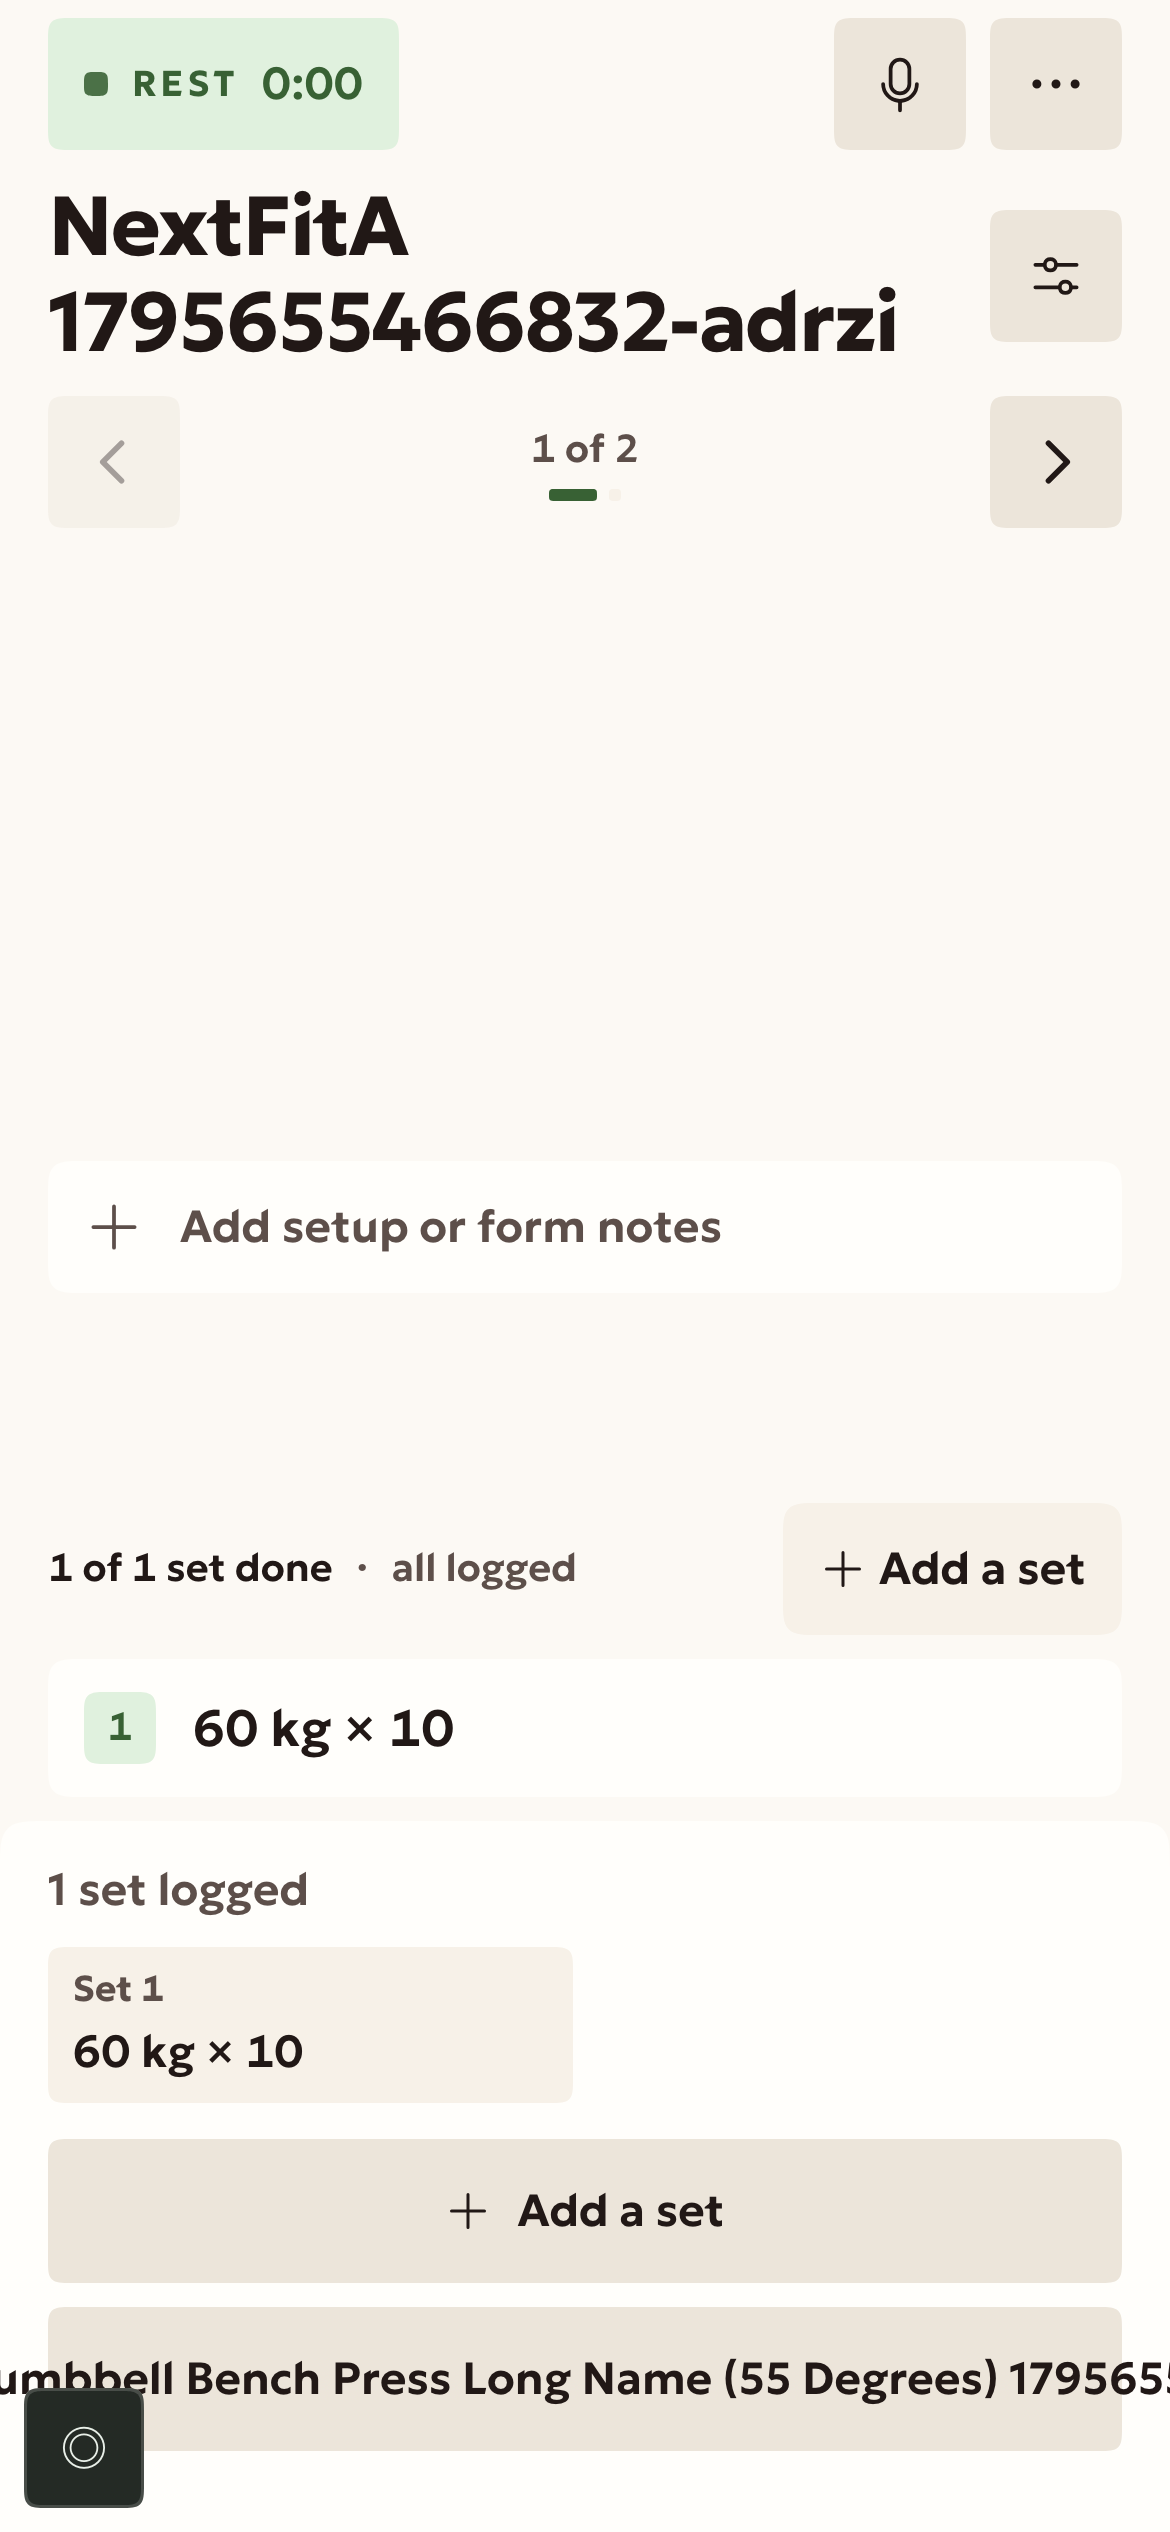 REST 0:00
NextFitA
1795655466832-adrzi
1 of 2
Add setup or form notes
1 of 1 set done · all logged
+ Add a set
1 60 kg × 10
1 set logged
Set 1
60 kg × 10
+ Add a set
Bench Press Long Name (55 Degrees)